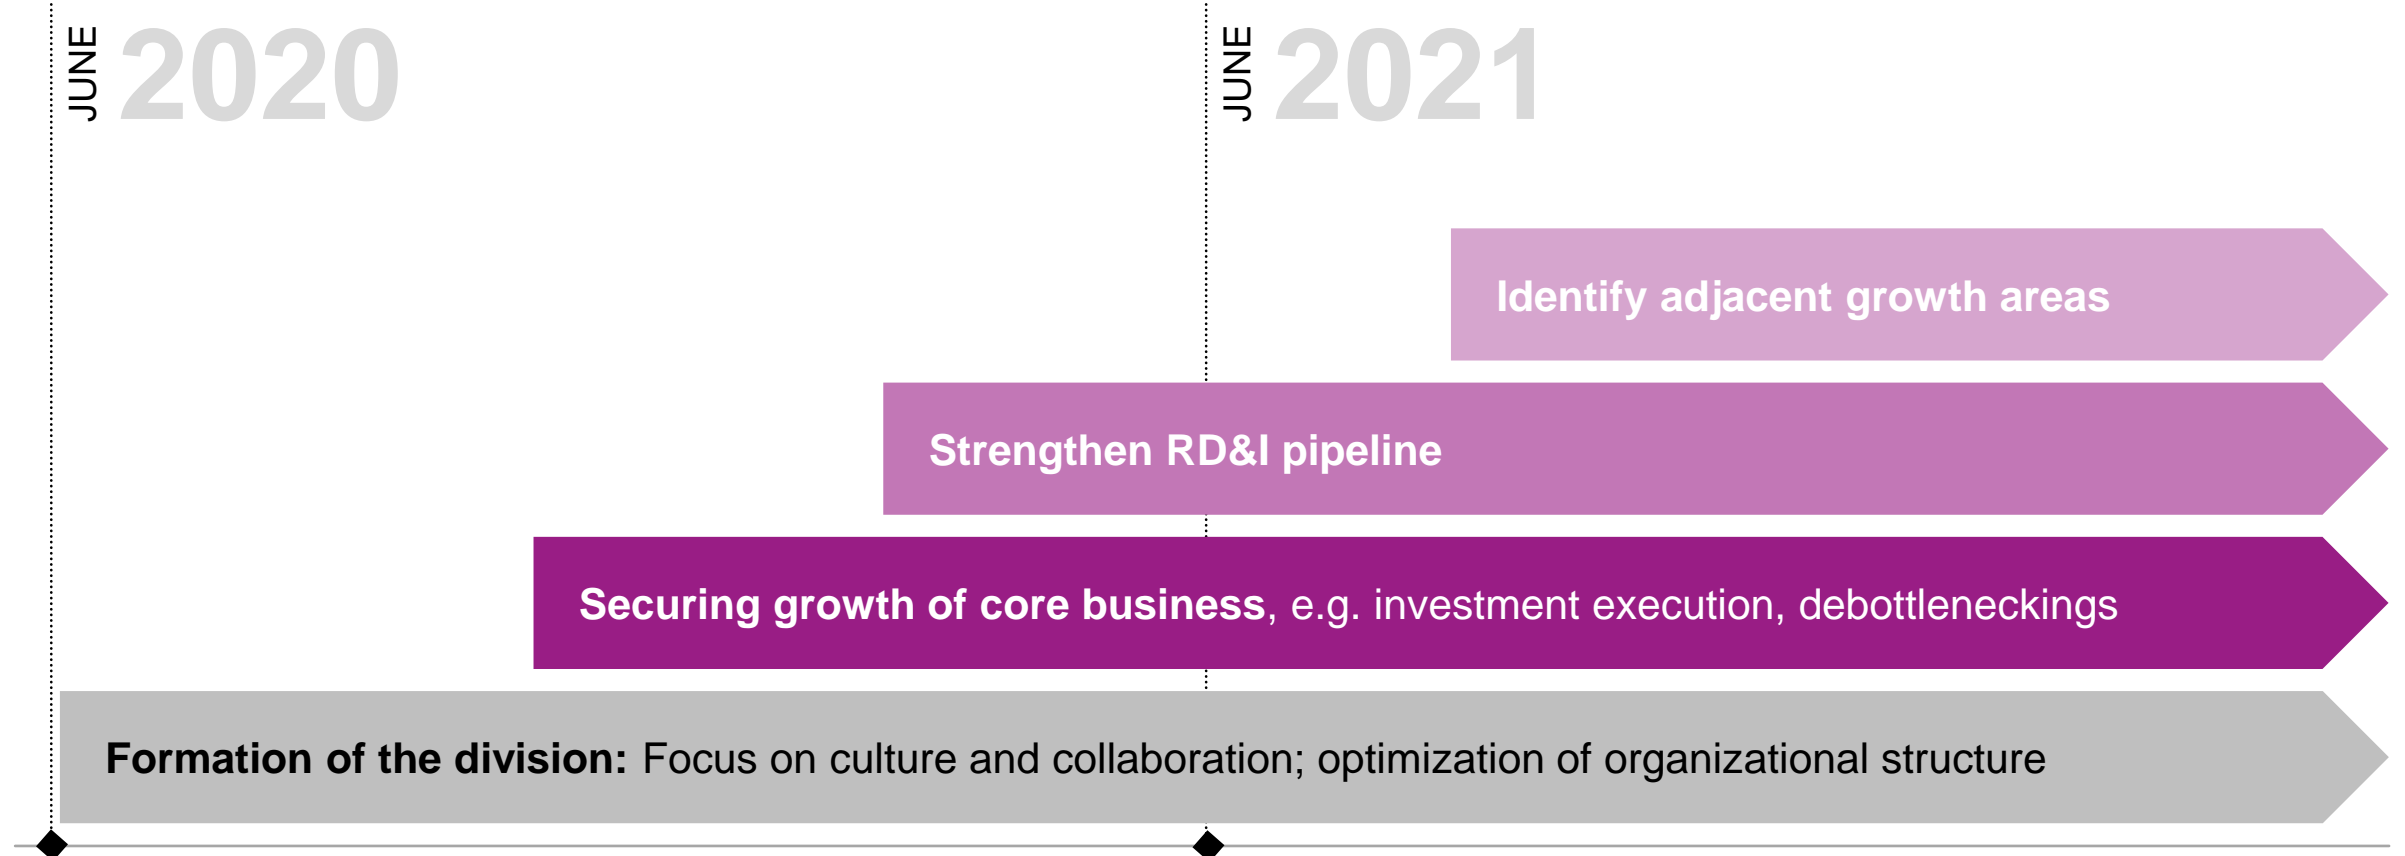 JUNE 2020
JUNE 2021
Identify adjacent growth areas
Strengthen RD&I pipeline
Securing growth of core business, e.g. investment execution, debottleneckings
Formation of the division: Focus on culture and collaboration; optimization of organizational structure